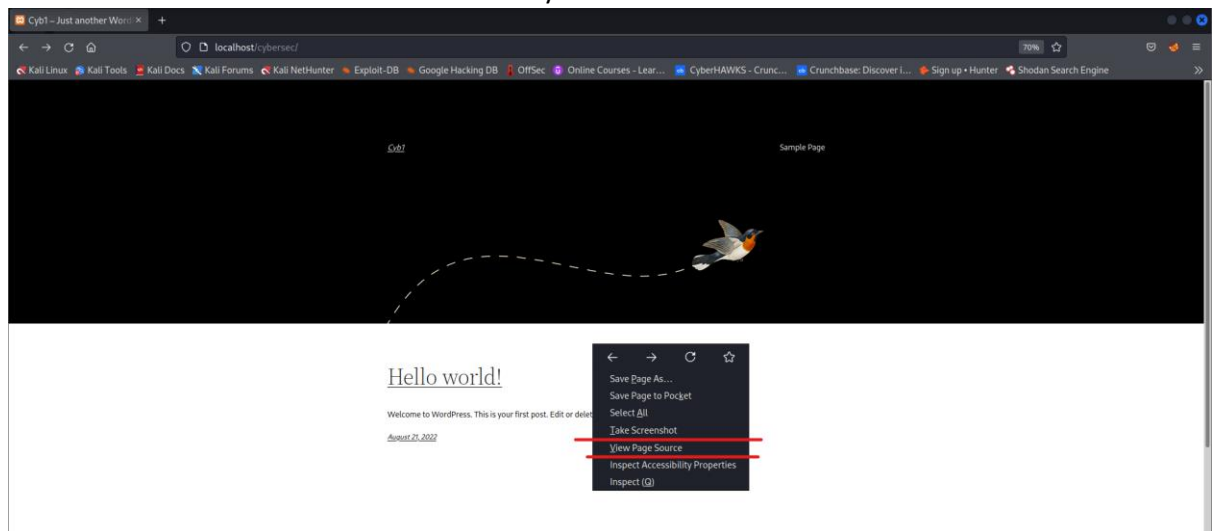 Cyb1 – Just another Word
localhost/cybersec/
70%
Kali Linux Kali Tools Kali Docs Kali Forums Kali NetHunter Exploit-DB Google Hacking DB OffSec Online Courses - Lear... CyberHAWKS - Crunc... Crunchbase: Discover i... Sign up • Hunter Shodan Search Engine
Cyb1 Sample Page
Hello world!
Welcome to WordPress. This is your first post. Edit or delet
August 21, 2022
Save Page As...
Save Page to Pocket
Select All
Take Screenshot
View Page Source
Inspect Accessibility Properties
Inspect (Q)